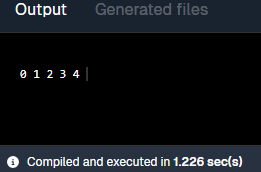 Output Generated files
0 1 2 3 4
Compiled and executed in 1.226 sec(s)